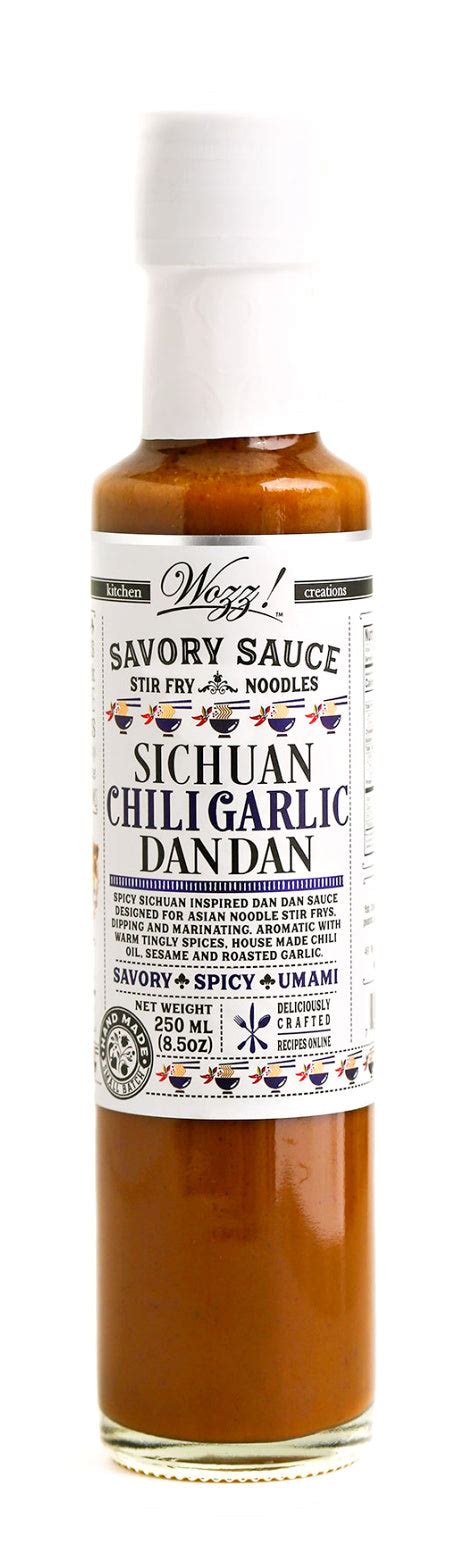 kitchen Wozz!™ creations
SAVORY SAUCE
STIR FRY NOODLES
SICHUAN
CHILI GARLIC
DAN DAN
SPICY SICHUAN INSPIRED DAN DAN SAUCE
DESIGNED FOR ASIAN NOODLE STIR FRYS,
DIPPING AND MARINATING. AROMATIC WITH
WARM TINGLY SPICES, HOUSE MADE CHILI
OIL, SESAME AND ROASTED GARLIC.
SAVORY SPICY UMAMI
NET WEIGHT
250 ML
(8.5OZ)
DELICIOUSLY
CRAFTED
RECIPES ONLINE
HAND MADE
SMALL BATCH